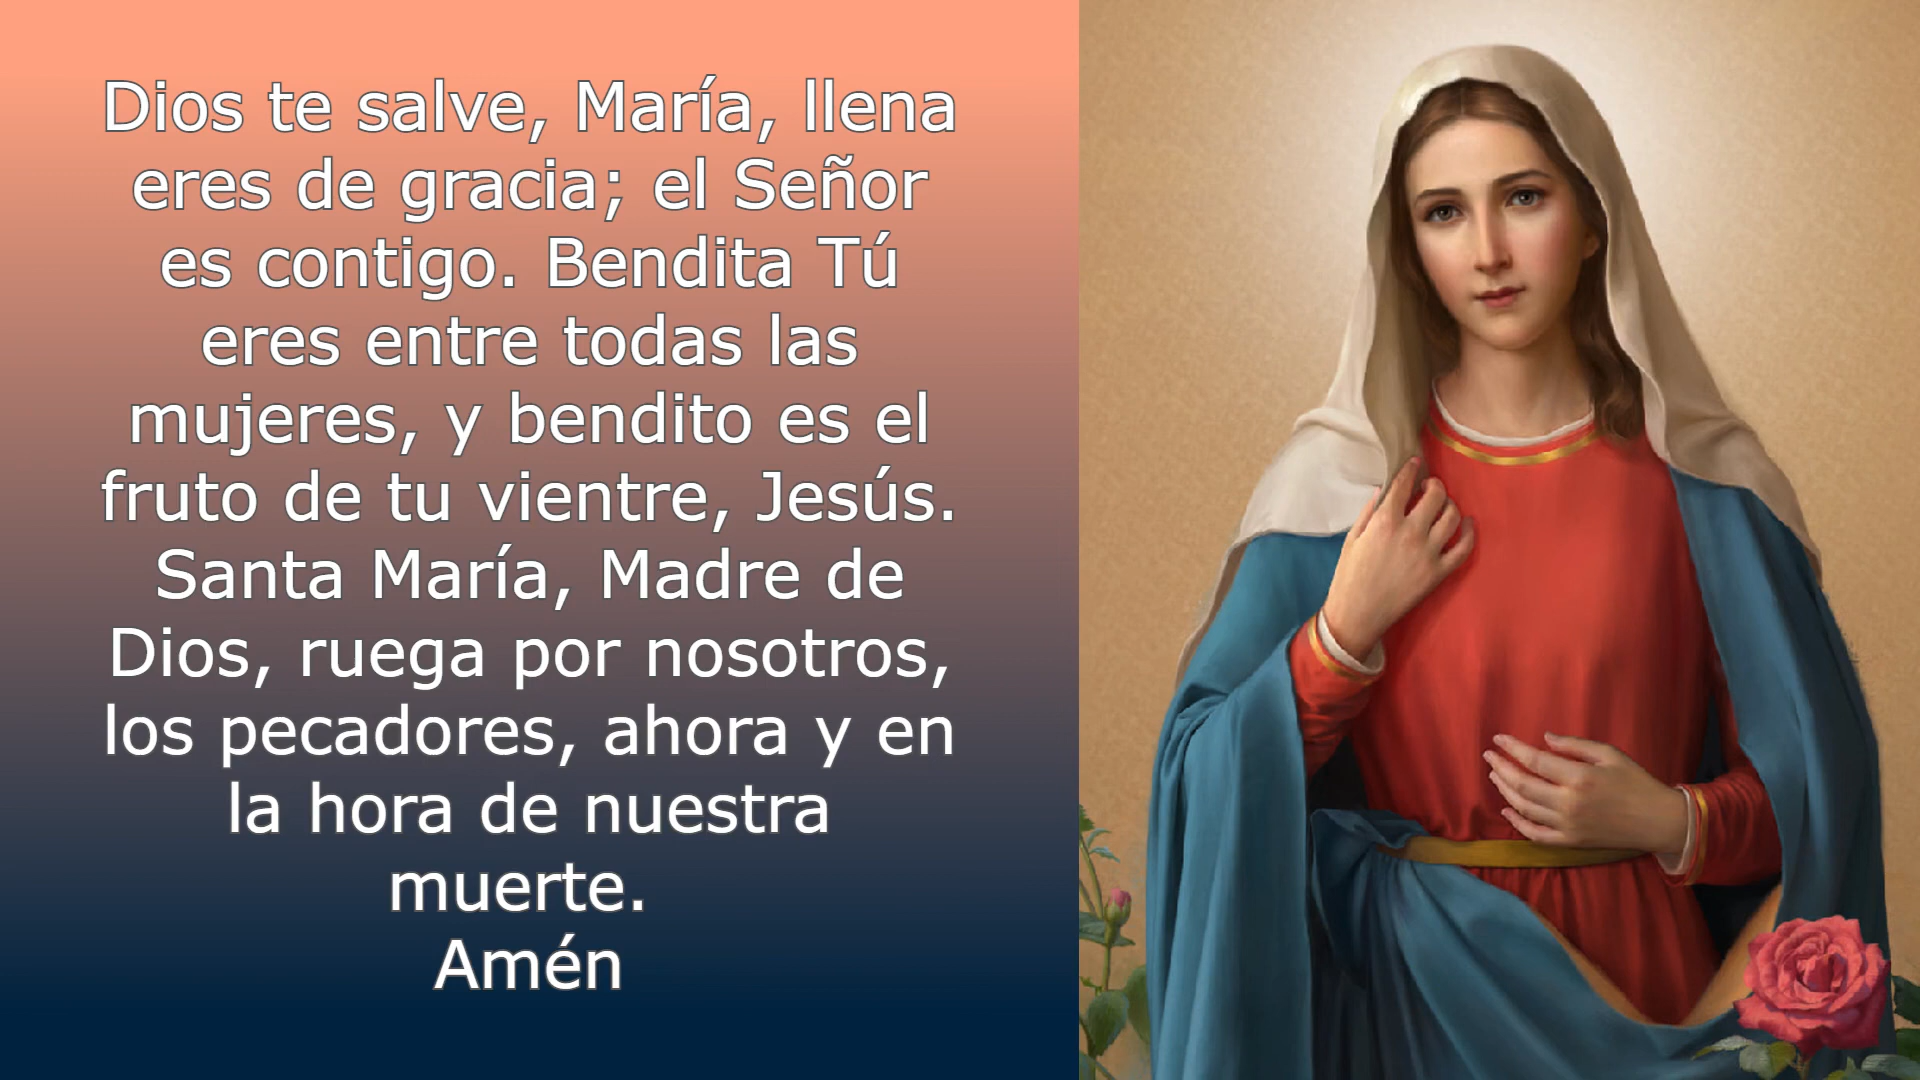 Dios te salve, María, llena
eres de gracia; el Señor
es contigo. Bendita Tú
eres entre todas las
mujeres, y bendito es el
fruto de tu vientre, Jesús.
Santa María, Madre de
Dios, ruega por nosotros,
los pecadores, ahora y en
la hora de nuestra
muerte.
Amén